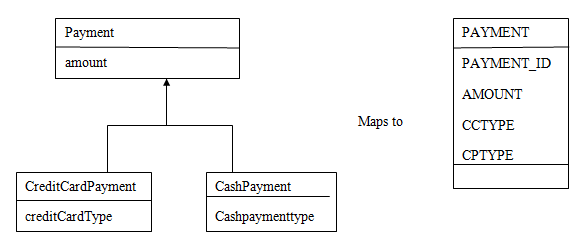 Payment
amount
CreditCardPayment
creditCardType
CashPayment
Cashpaymenttype
Maps to
PAYMENT
PAYMENT_ID
AMOUNT
CCTYPE
CPTYPE